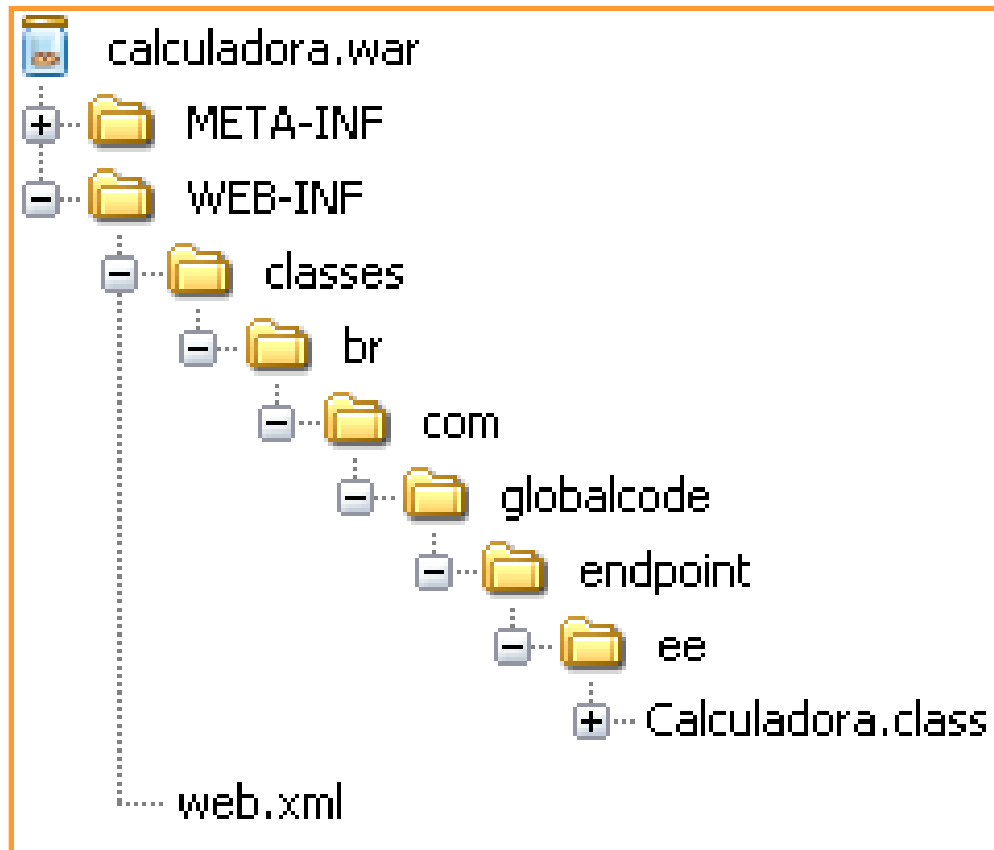 calculadora.war
META-INF
WEB-INF
classes
br
com
globalcode
endpoint
ee
Calculadora.class
web.xml